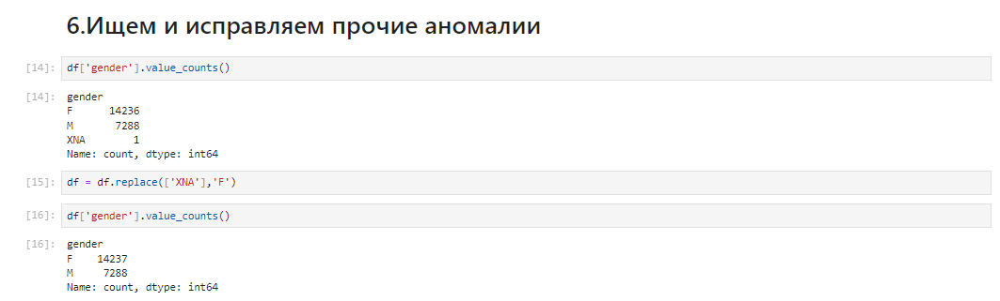 6.Ищем и исправляем прочие аномалии
[14]: df['gender'].value_counts()
[14]: gender
F 14236
M 7288
XNA 1
Name: count, dtype: int64
[15]: df = df.replace(['XNA'],'F')
[16]: df['gender'].value_counts()
[16]: gender
F 14237
M 7288
Name: count, dtype: int64